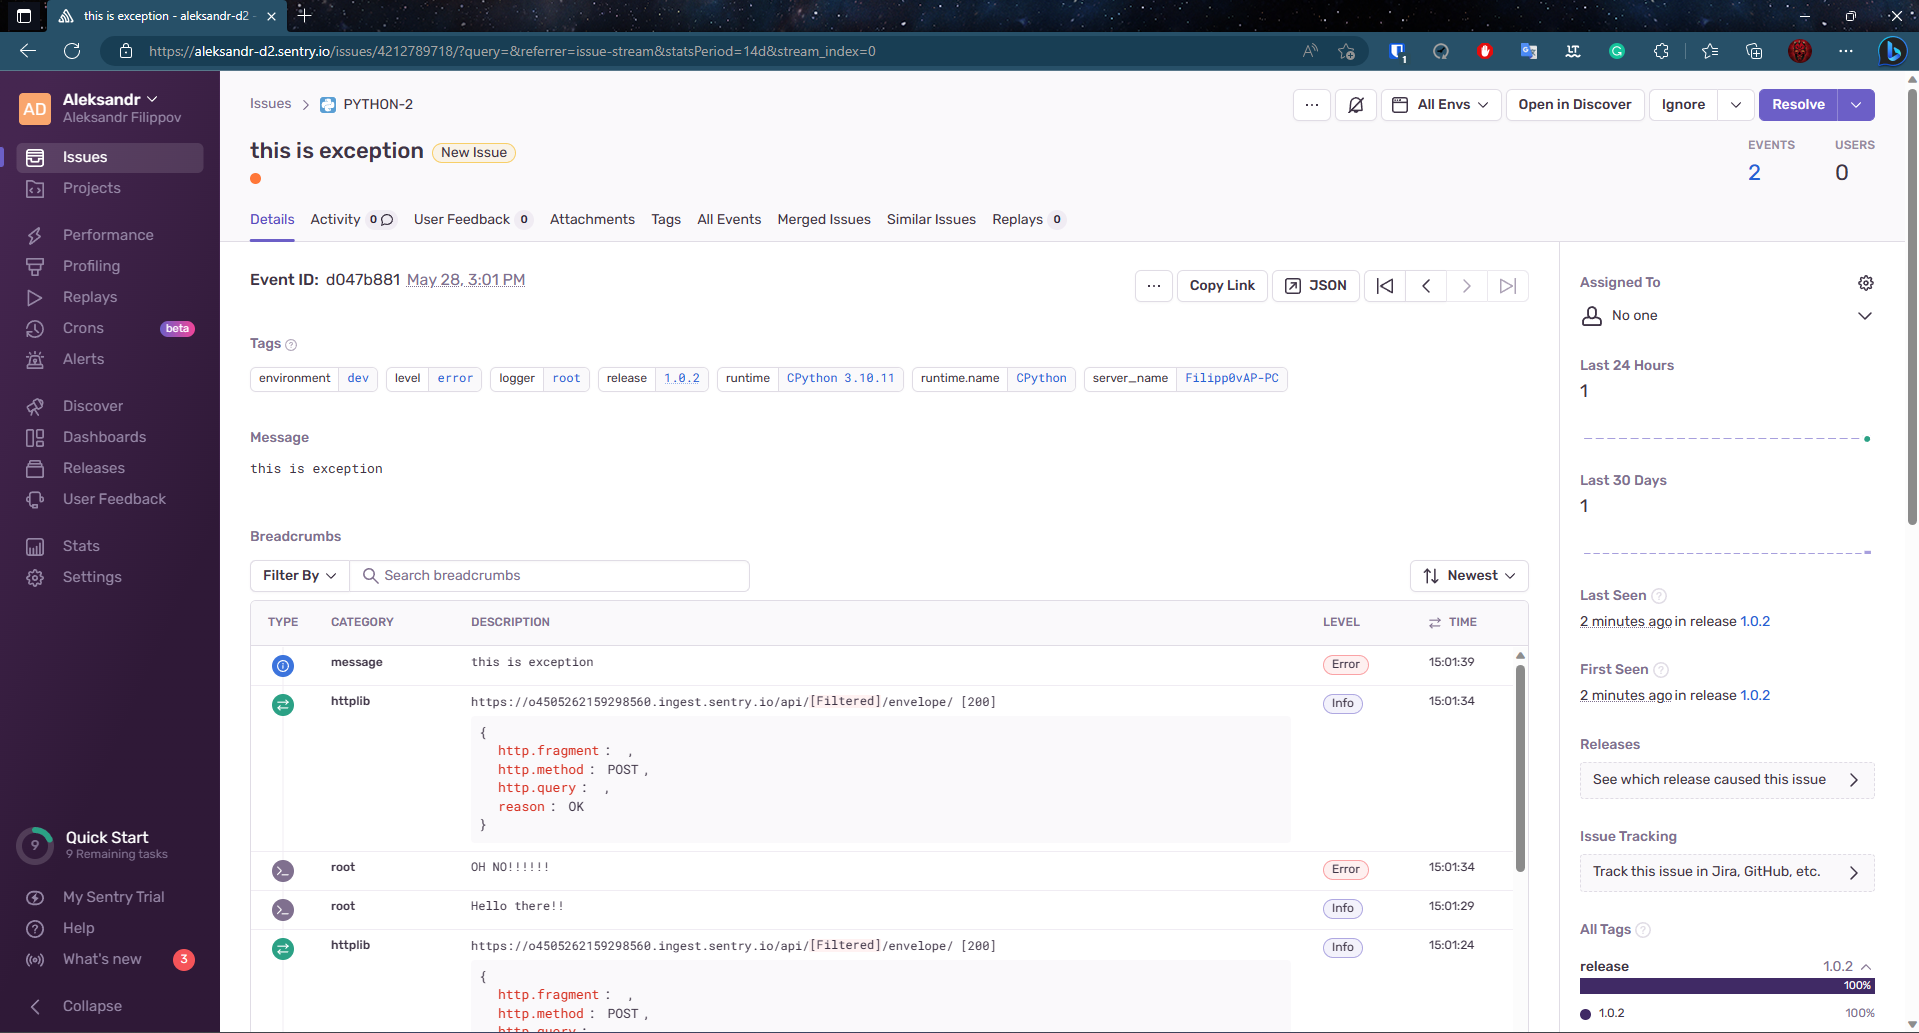 this is exception - aleksandr-d2 -
https://aleksandr-d2.sentry.io/issues/4212789718/?query=&referrer=issue-stream&statsPeriod=14d&stream_index=0
1
AD
Aleksandr
Aleksandr Filippov
Issues
Projects
Performance
Profiling
Replays
Crons beta
Alerts
Discover
Dashboards
Releases
User Feedback
Stats
Settings
9
Quick Start
9 Remaining tasks
My Sentry Trial
Help
What's new 3
Collapse
Issues PYTHON-2
All Envs Open in Discover Ignore Resolve
this is exception New Issue
EVENTS USERS
2 0
Details Activity 0 User Feedback 0 Attachments Tags All Events Merged Issues Similar Issues Replays 0
Event ID: d047b881 May 28, 3:01 PM
Copy Link JSON
Tags ?
environment dev level error logger root release 1.0.2 runtime CPython 3.10.11 runtime.name CPython server_name Filipp0vAP-PC
Message
this is exception
Breadcrumbs
Filter By Search breadcrumbs Newest
TYPE CATEGORY DESCRIPTION LEVEL TIME
message this is exception Error 15:01:39
httplib https://o4505262159298560.ingest.sentry.io/api/[Filtered]/envelope/ [200] Info 15:01:34
{
http.fragment : ,
http.method : POST ,
http.query : ,
reason : OK
}
root OH NO!!!!!! Error 15:01:34
root Hello there!! Info 15:01:29
httplib https://o4505262159298560.ingest.sentry.io/api/[Filtered]/envelope/ [200] Info 15:01:24
{
http.fragment : ,
http.method : POST ,
http.query :
Assigned To
No one
Last 24 Hours
1
Last 30 Days
1
Last Seen ?
2 minutes ago in release 1.0.2
First Seen ?
2 minutes ago in release 1.0.2
Releases
See which release caused this issue
Issue Tracking
Track this issue in Jira, GitHub, etc.
All Tags ?
release 1.0.2
100%
1.0.2 100%